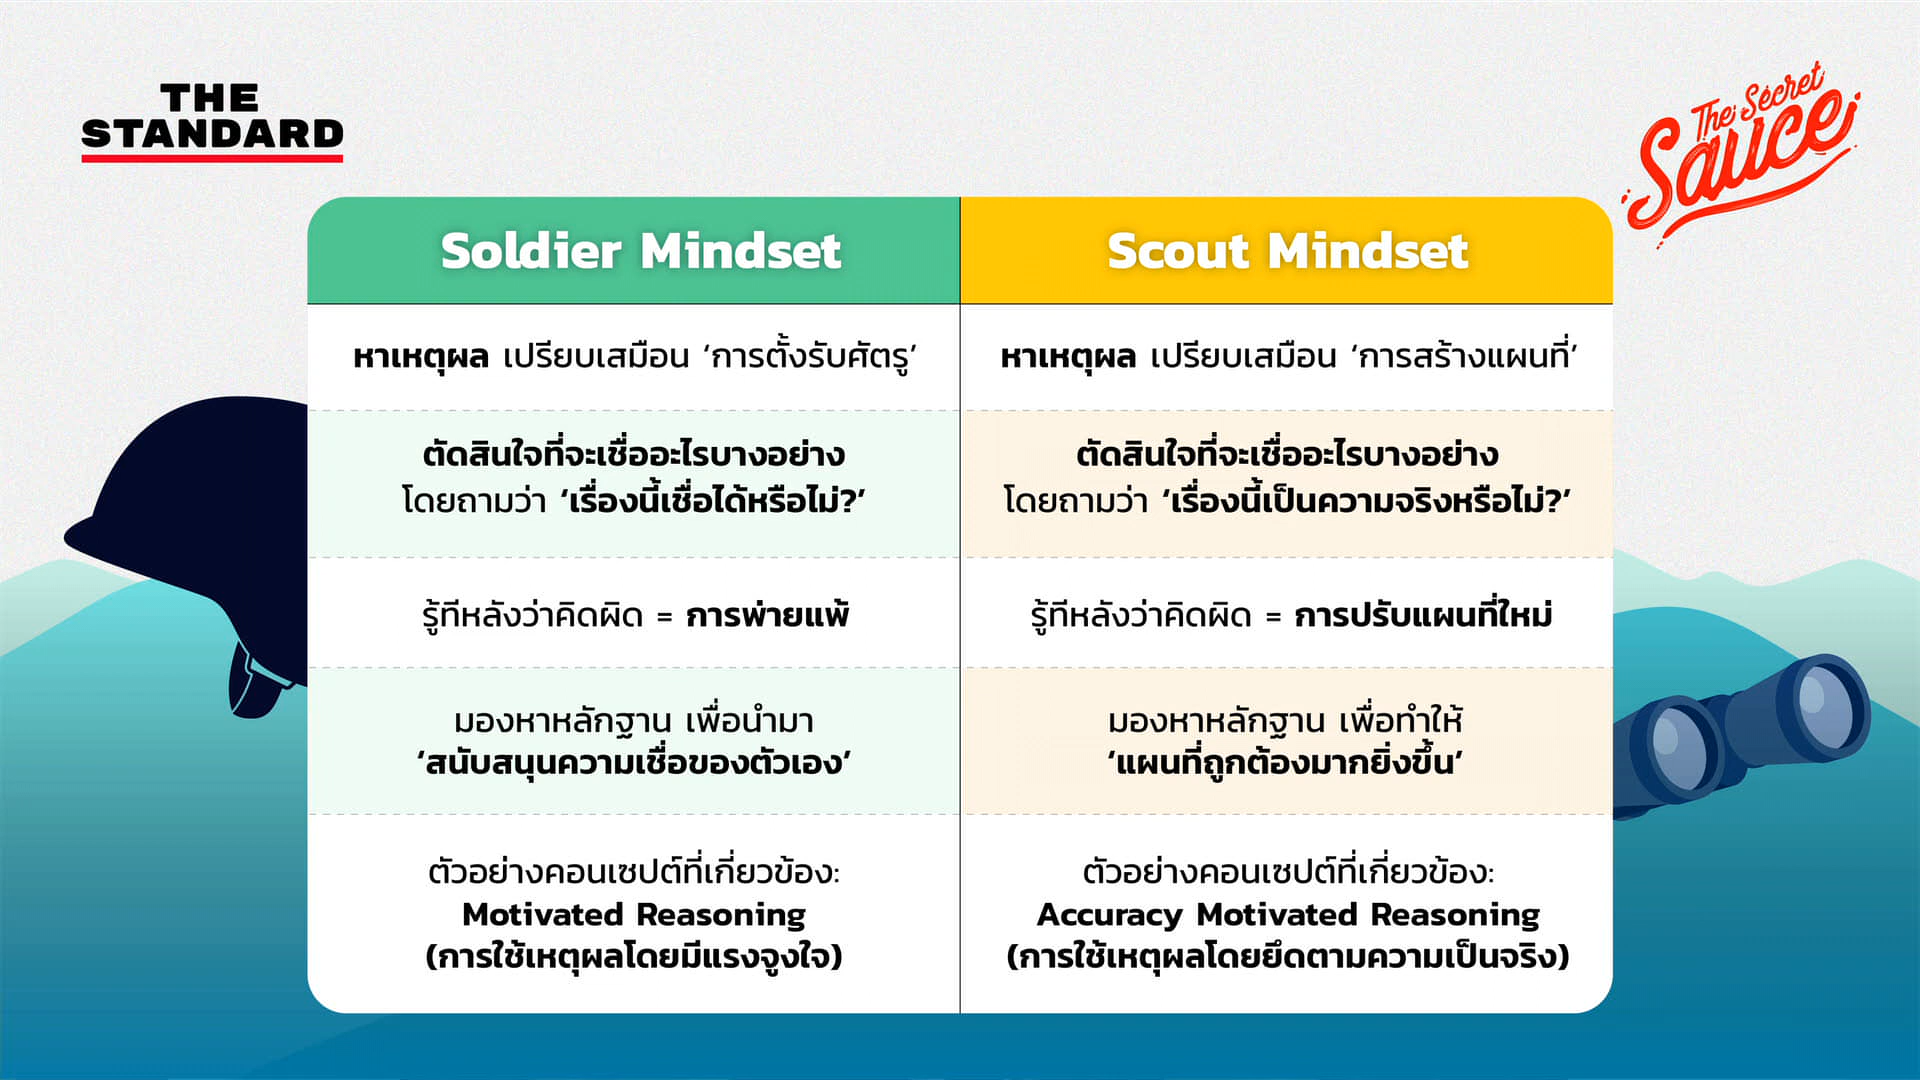 THE
STANDARD
The Secret
Sauce
Soldier Mindset
Scout Mindset
หาเหตุผล เปรียบเสมือน ‘การตั้งรับศัตรู’
หาเหตุผล เปรียบเสมือน ‘การสร้างแผนที่’
ตัดสินใจที่จะเชื่ออะไรบางอย่าง
โดยถามว่า ‘เรื่องนี้เชื่อได้หรือไม่?’
ตัดสินใจที่จะเชื่ออะไรบางอย่าง
โดยถามว่า ‘เรื่องนี้เป็นความจริงหรือไม่?’
รู้ทีหลังว่าคิดผิด = การพ่ายแพ้
รู้ทีหลังว่าคิดผิด = การปรับแผนที่ใหม่
มองหาหลักฐาน เพื่อนำมา
‘สนับสนุนความเชื่อของตัวเอง’
มองหาหลักฐาน เพื่อทำให้
‘แผนที่ถูกต้องมากยิ่งขึ้น’
ตัวอย่างคอนเซปต์ที่เกี่ยวข้อง:
Motivated Reasoning
(การใช้เหตุผลโดยมีแรงจูงใจ)
ตัวอย่างคอนเซปต์ที่เกี่ยวข้อง:
Accuracy Motivated Reasoning
(การใช้เหตุผลโดยยึดตามความเป็นจริง)